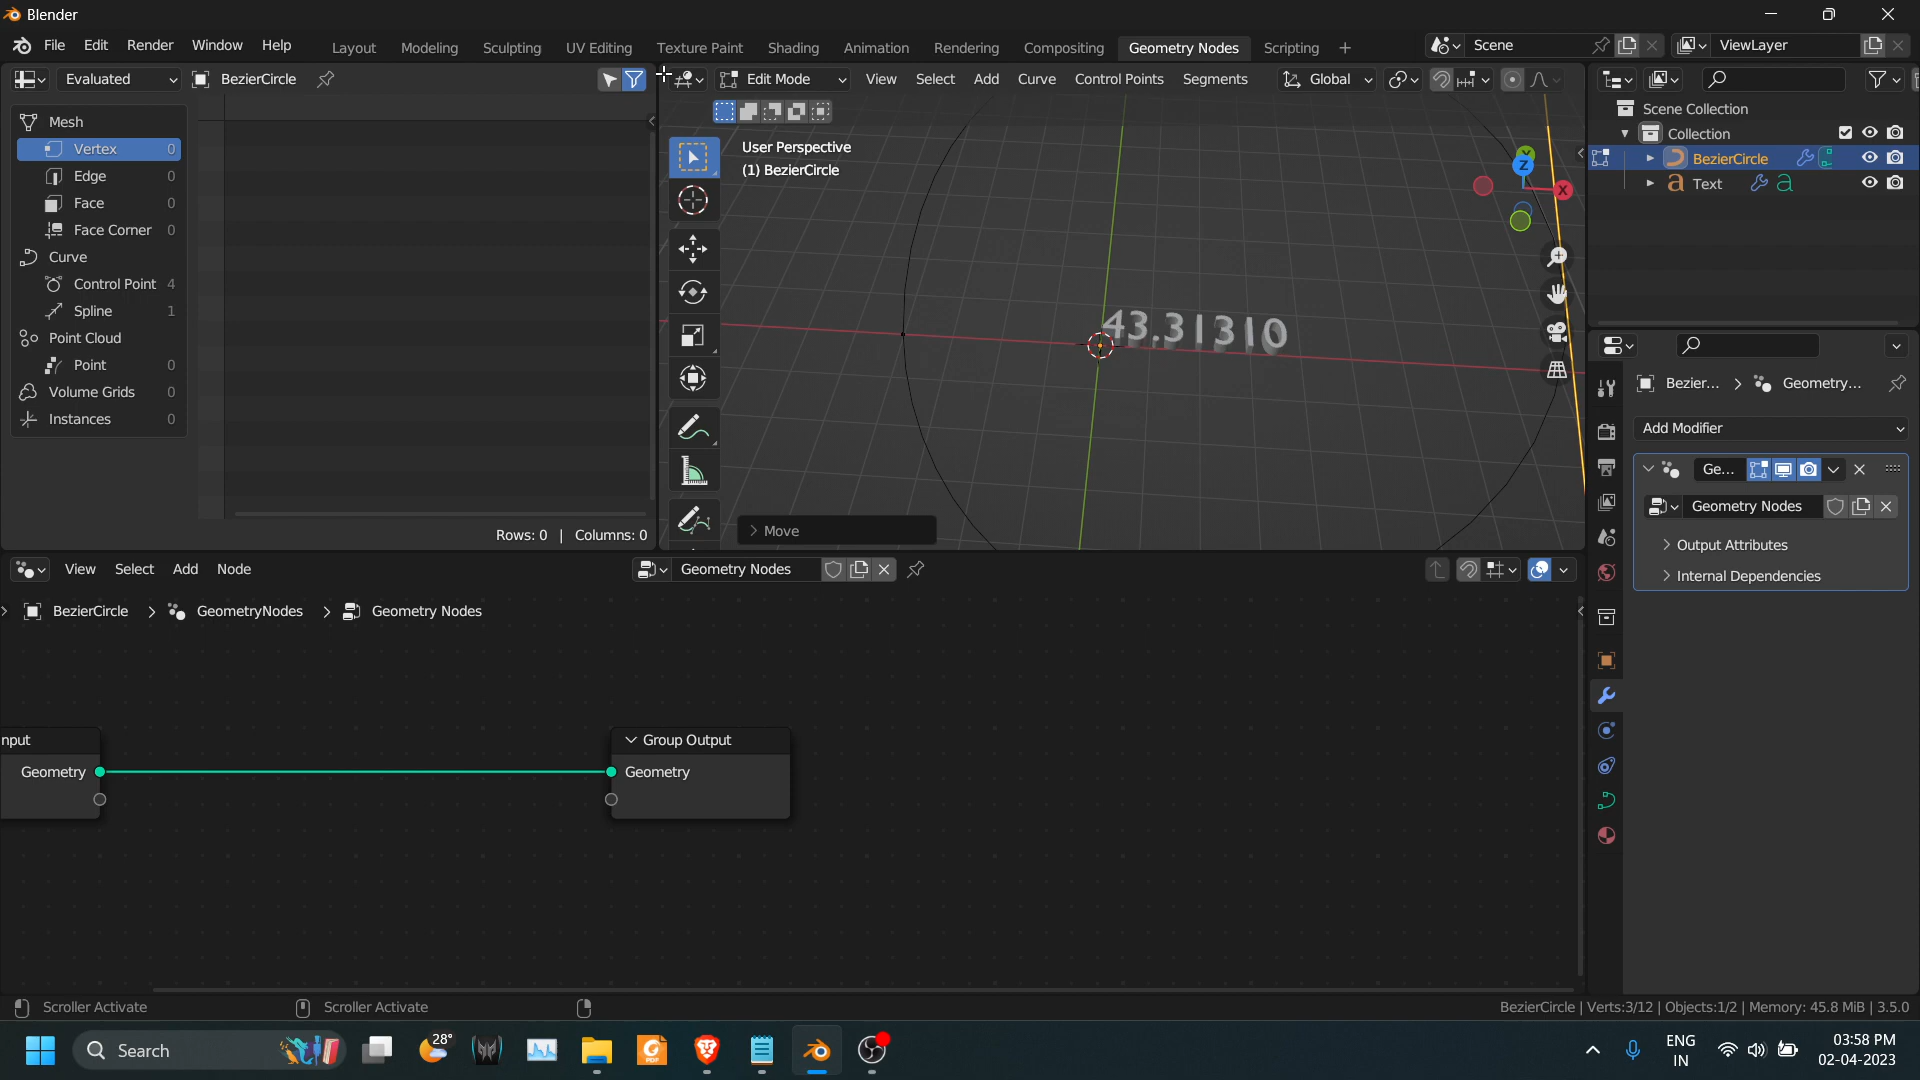 Blender
File Edit Render Window Help
Layout Modeling Sculpting UV Editing Texture Paint Shading Animation Rendering Compositing Geometry Nodes Scripting +
Scene
ViewLayer
Evaluated
BezierCircle
Edit Mode
View Select Add Curve Control Points Segments
Global
Mesh
Vertex 0
Edge 0
Face 0
Face Corner 0
Curve
Control Point 4
Spline 1
Point Cloud
Point 0
Volume Grids 0
Instances 0
Rows: 0 | Columns: 0
User Perspective
(1) BezierCircle
43.31310
Z
Y
X
> Move
Scene Collection
Collection
BezierCircle
Text
Bezier... > Geometry...
Add Modifier
Ge...
Geometry Nodes
Output Attributes
Internal Dependencies
View Select Add Node
Geometry Nodes
BezierCircle > GeometryNodes > Geometry Nodes
nput
Geometry
Group Output
Geometry
Scroller Activate
Scroller Activate
BezierCircle | Verts:3/12 | Objects:1/2 | Memory: 45.8 MiB | 3.5.0
Search
28°
PDF
ENG
IN
03:58 PM
02-04-2023